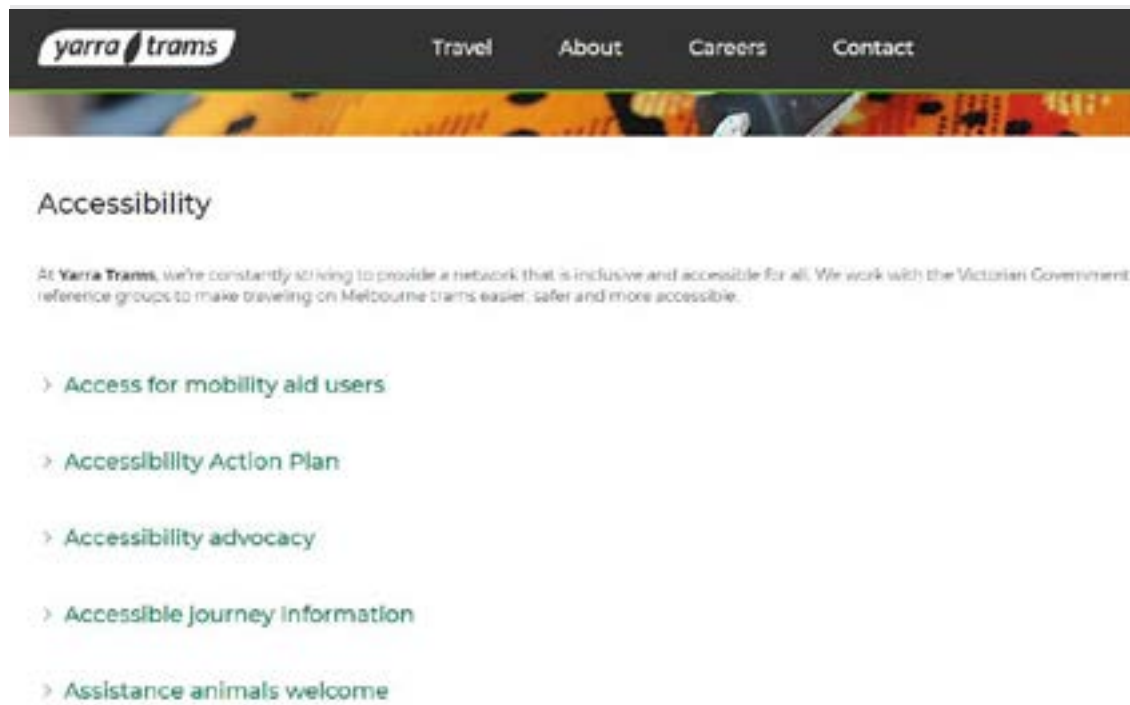 yarra trams
Travel About Careers Contact
Accessibility
At Yarra Trams, we're constantly striving to provide a network that is inclusive and accessible for all. We work with the Victorian Government
reference groups to make traveling on Melbourne trams easier, safer and more accessible.
> Access for mobility aid users
> Accessibility Action Plan
> Accessibility advocacy
> Accessible journey information
> Assistance animals welcome